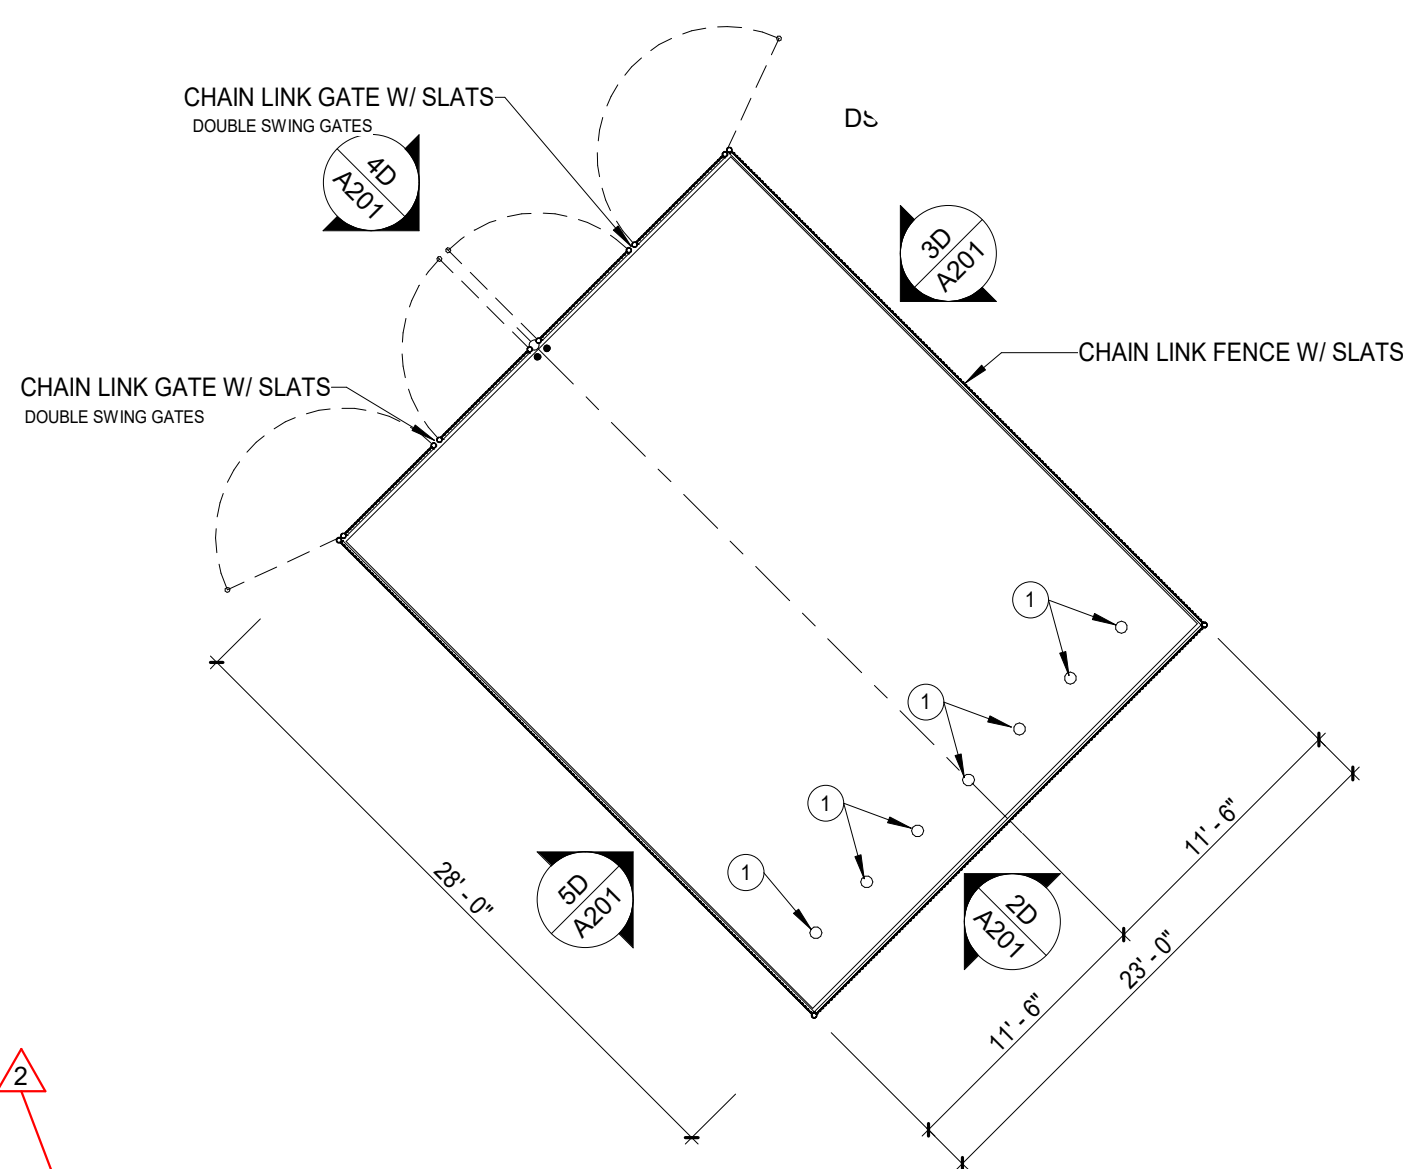 CHAIN LINK GATE W/ SLATS
DOUBLE SWING GATES
4D
A201
3D
A201
CHAIN LINK FENCE W/ SLATS
CHAIN LINK GATE W/ SLATS
DOUBLE SWING GATES
1
1
1
1
28' - 0"
5D
A201
2D
A201
11' - 6"
23' - 0"
11' - 6"
2